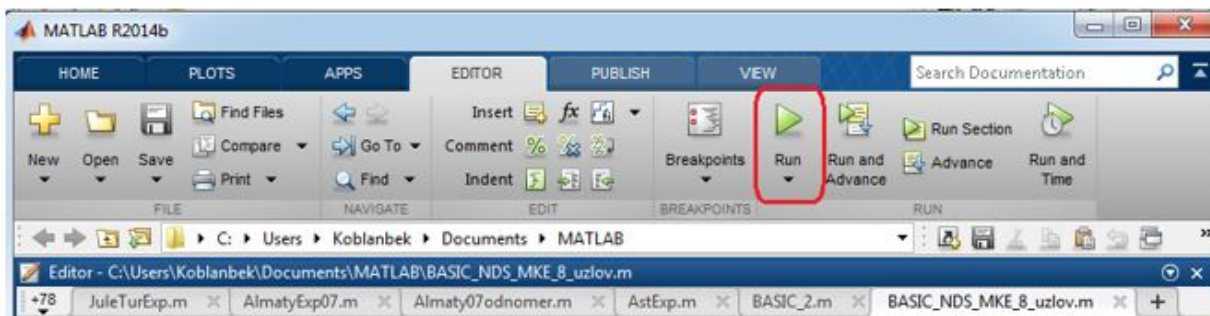 MATLAB R2014b
HOME PLOTS APPS EDITOR PUBLISH VIEW Search Documentation
New Open Save Find Files Compare Print
Go To Find
Insert fx
Comment %
Indent
Breakpoints Run Run and Advance Run Section Advance Run and Time
FILE NAVIGATE EDIT BREAKPOINTS RUN
C: Users Koblanbek Documents MATLAB
Editor - C:\Users\Koblanbek\Documents\MATLAB\BASIC_NDS_MKE_8_uzlov.m
+78 JuleTurExp.m AlmatyExp07.m Almaty07odnomer.m AstExp.m BASIC_2.m BASIC_NDS_MKE_8_uzlov.m +